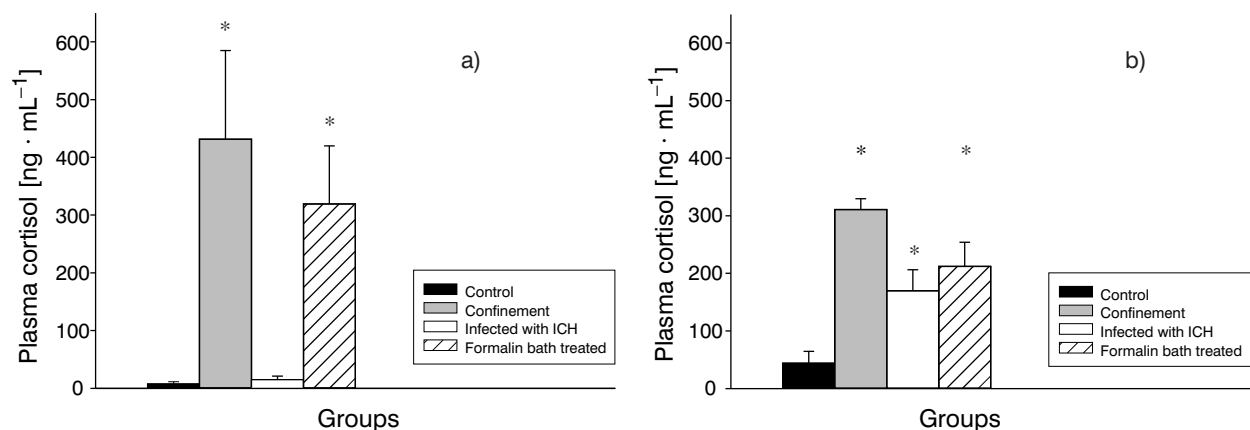 Plasma cortisol [ng · mL⁻¹]
600
500
400
300
200
100
0
*
*
a)
Control
Confinement
Infected with ICH
Formalin bath treated
Groups
Plasma cortisol [ng · mL⁻¹]
600
500
400
300
200
100
0
*
*
*
b)
Control
Confinement
Infected with ICH
Formalin bath treated
Groups